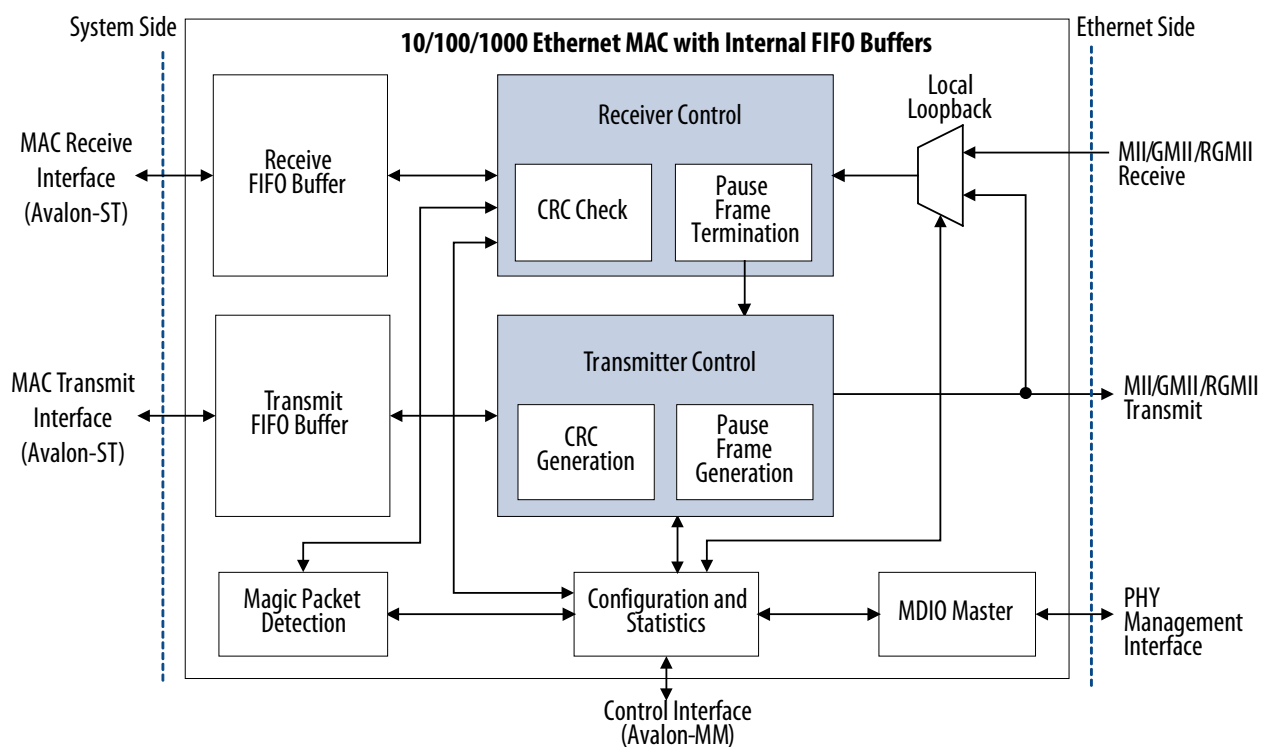 System Side
Ethernet Side
10/100/1000 Ethernet MAC with Internal FIFO Buffers
MAC Receive
Interface
(Avalon-ST)
Receive
FIFO Buffer
Receiver Control
CRC Check
Pause
Frame
Termination
Local
Loopback
MII/GMII/RGMII
Receive
MAC Transmit
Interface
(Avalon-ST)
Transmit
FIFO Buffer
Transmitter Control
CRC
Generation
Pause
Frame
Generation
MII/GMII/RGMII
Transmit
Magic Packet
Detection
Configuration and
Statistics
MDIO Master
PHY
Management
Interface
Control Interface
(Avalon-MM)